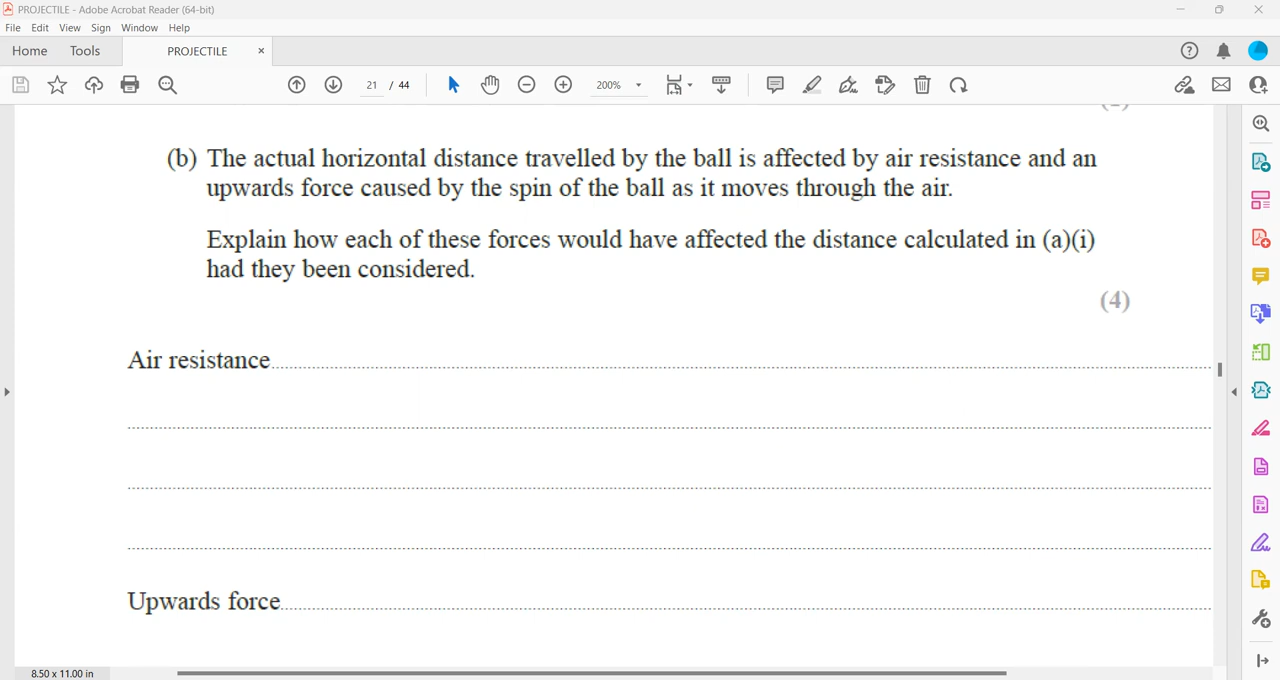 PROJECTILE - Adobe Acrobat Reader (64-bit)
File Edit View Sign Window Help
Home Tools PROJECTILE ×
21 / 44 200%
(b) The actual horizontal distance travelled by the ball is affected by air resistance and an
upwards force caused by the spin of the ball as it moves through the air.
Explain how each of these forces would have affected the distance calculated in (a)(i)
had they been considered.
(4)
Air resistance
Upwards force
8.50 x 11.00 in